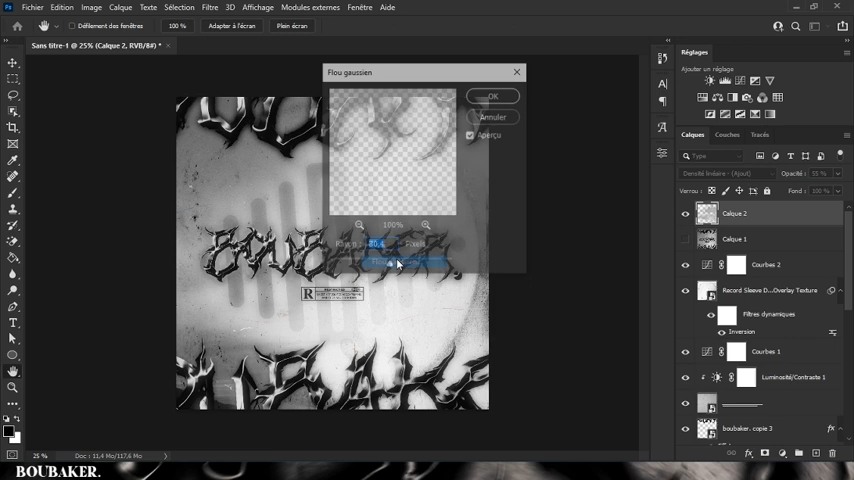 Ps Fichier Edition Image Calque Texte Sélection Filtre 3D Affichage Modules externes Fenêtre Aide
Défilement des fenêtres 100 % Adapter à l'écran Plein écran
Sans titre-1 @ 25% (Calque 2, RVB/8#) * ×
Flou gaussien
OK
Annuler
Aperçu
100%
Rayon : 30,4 Pixels
BOUBAKER.
R
Réglages
Ajouter un réglage
Calques Couches Tracés
Type
Densité linéaire - (Ajout) Opacité : 55 %
Verrou : Fond : 100 %
Calque 2
Calque 1
Courbes 2
Record Sleeve D...Overlay Texture
Filtres dynamiques
Inversion
Courbes 1
Luminosité/Contraste 1
boubaker. copie 3 fx
25 % Doc : 11,4 Mo/117,6 Mo
BOUBAKER.